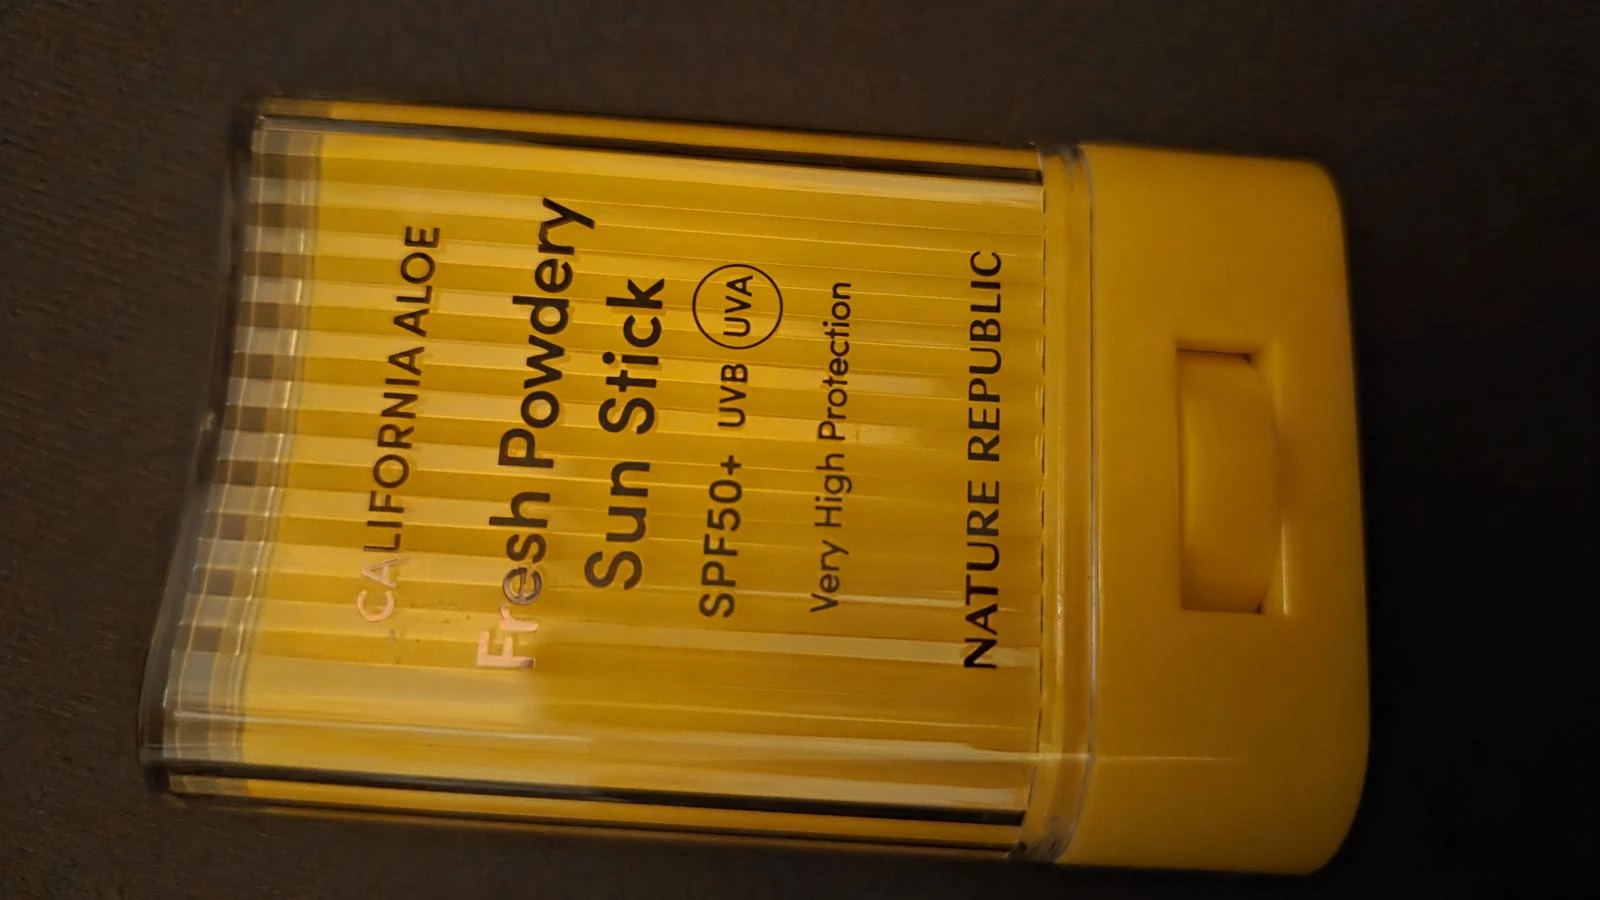 CALIFORNIA ALOE
Fresh Powdery
Sun Stick
SPF50+ UVB UVA
Very High Protection
NATURE REPUBLIC